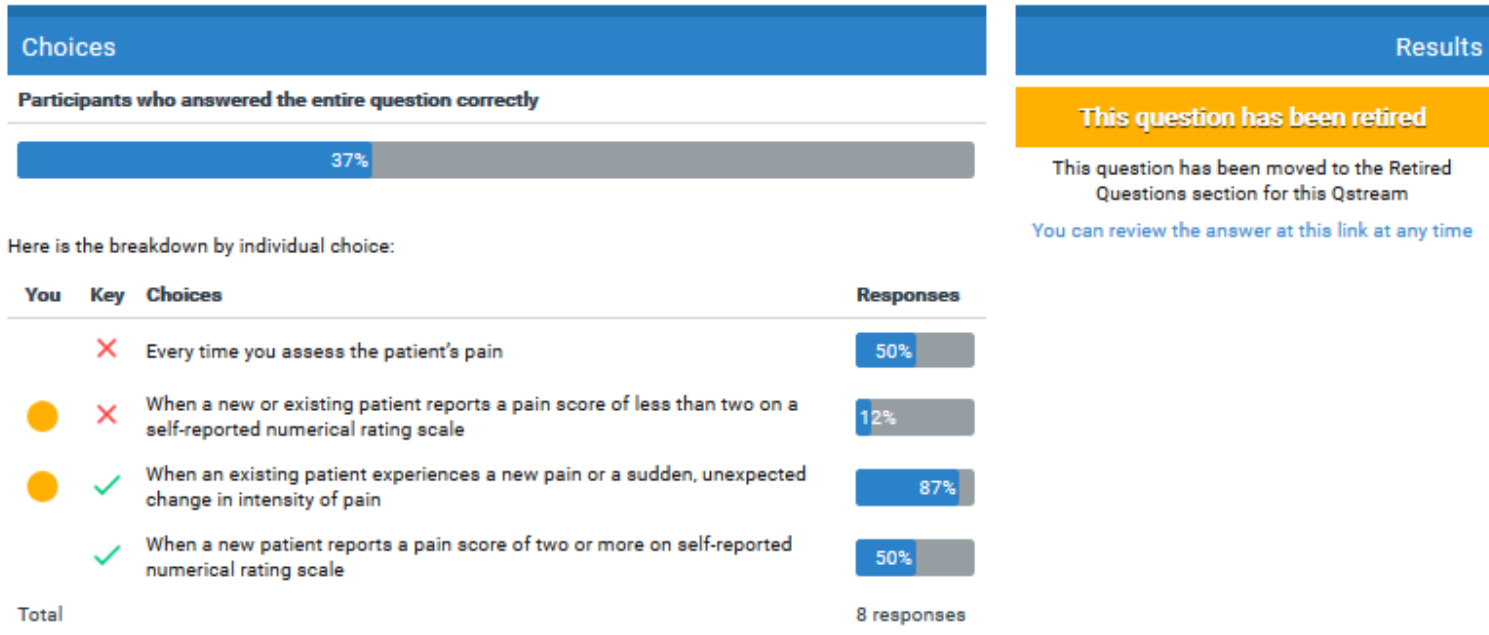 Choices
Participants who answered the entire question correctly
37%
Here is the breakdown by individual choice:
You Key Choices Responses
Every time you assess the patient's pain 50%
When a new or existing patient reports a pain score of less than two on a
self-reported numerical rating scale
12%
When an existing patient experiences a new pain or a sudden, unexpected
change in intensity of pain
87%
When a new patient reports a pain score of two or more on self-reported
numerical rating scale
50%
Total 8 responses
Results
This question has been retired
This question has been moved to the Retired
Questions section for this Qstream
You can review the answer at this link at any time